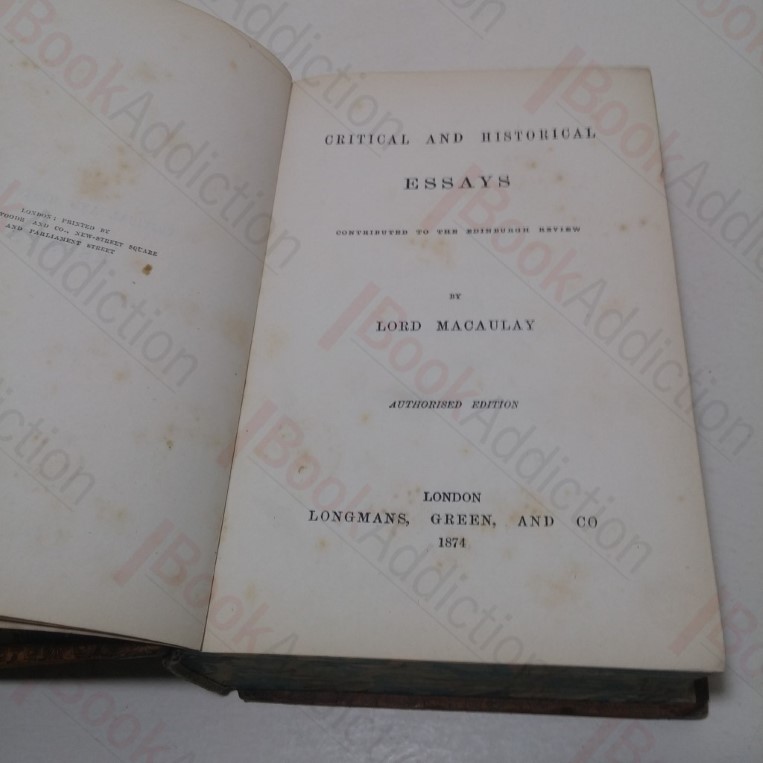 LONDON: PRINTED BY
AND CO., NEW-STREET SQUARE
AND PARLIAMENT STREET
CRITICAL AND HISTORICAL
ESSAYS
CONTRIBUTED TO THE EDINBURGH REVIEW
BY
LORD MACAULAY
AUTHORISED EDITION
LONDON
LONGMANS, GREEN, AND CO
1874
BookAddiction